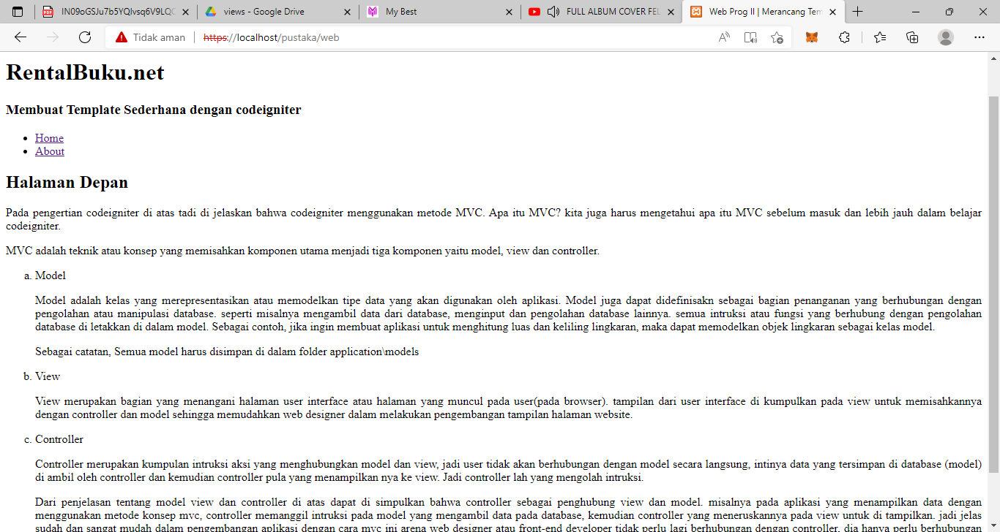 IN09oGSJu7b5YQIvsq6V9LQC
views - Google Drive
My Best
FULL ALBUM COVER FEL
Web Prog II | Merancang Tem
Tidak aman
https://localhost/pustaka/web
RentalBuku.net
Membuat Template Sederhana dengan codeigniter
Home
About
Halaman Depan
Pada pengertian codeigniter di atas tadi di jelaskan bahwa codeigniter menggunakan metode MVC. Apa itu MVC? kita juga harus mengetahui apa itu MVC sebelum masuk dan lebih jauh dalam belajar
codeigniter.
MVC adalah teknik atau konsep yang memisahkan komponen utama menjadi tiga komponen yaitu model, view dan controller.
a. Model
Model adalah kelas yang merepresentasikan atau memodelkan tipe data yang akan digunakan oleh aplikasi. Model juga dapat didefinisakn sebagai bagian penanganan yang berhubungan dengan
pengolahan atau manipulasi database. seperti misalnya mengambil data dari database, menginput dan pengolahan database lainnya. semua intruksi atau fungsi yang berhubung dengan pengolahan
database di letakkan di dalam model. Sebagai contoh, jika ingin membuat aplikasi untuk menghitung luas dan keliling lingkaran, maka dapat memodelkan objek lingkaran sebagai kelas model.
Sebagai catatan, Semua model harus disimpan di dalam folder application\models
b. View
View merupakan bagian yang menangani halaman user interface atau halaman yang muncul pada user(pada browser). tampilan dari user interface di kumpulkan pada view untuk memisahkannya
dengan controller dan model sehingga memudahkan web designer dalam melakukan pengembangan tampilan halaman website.
c. Controller
Controller merupakan kumpulan intruksi aksi yang menghubungkan model dan view, jadi user tidak akan berhubungan dengan model secara langsung, intinya data yang tersimpan di database (model)
di ambil oleh controller dan kemudian controller pula yang menampilkan nya ke view. Jadi controller lah yang mengolah intruksi.
Dari penjelasan tentang model view dan controller di atas dapat di simpulkan bahwa controller sebagai penghubung view dan model. misalnya pada aplikasi yang menampilkan data dengan
menggunakan metode konsep mvc, controller memanggil intruksi pada model yang mengambil data pada database, kemudian controller yang meneruskannya pada view untuk di tampilkan. jadi jelas
sudah dan sangat mudah dalam pengembangan aplikasi dengan cara mvc ini arena web designer atau front-end developer tidak perlu lagi berhubungan dengan controller, dia hanya perlu berhubungan